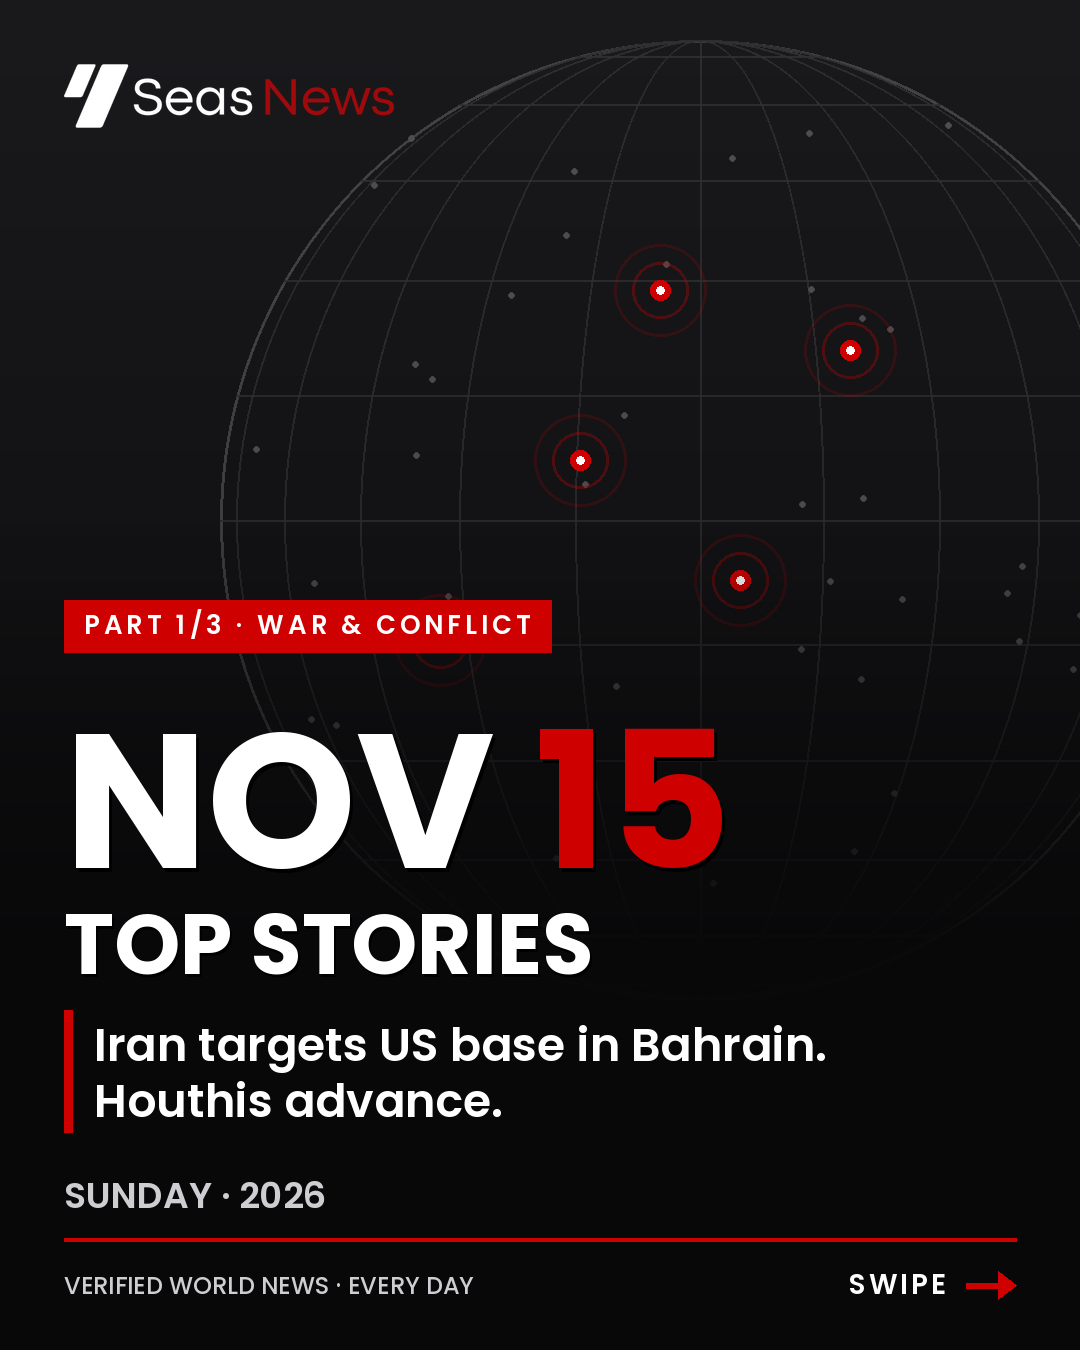 Seas News
PART 1/3 · WAR & CONFLICT
NOV 15
TOP STORIES
Iran targets US base in Bahrain.
Houthis advance.
SUNDAY · 2026
VERIFIED WORLD NEWS · EVERY DAY
SWIPE